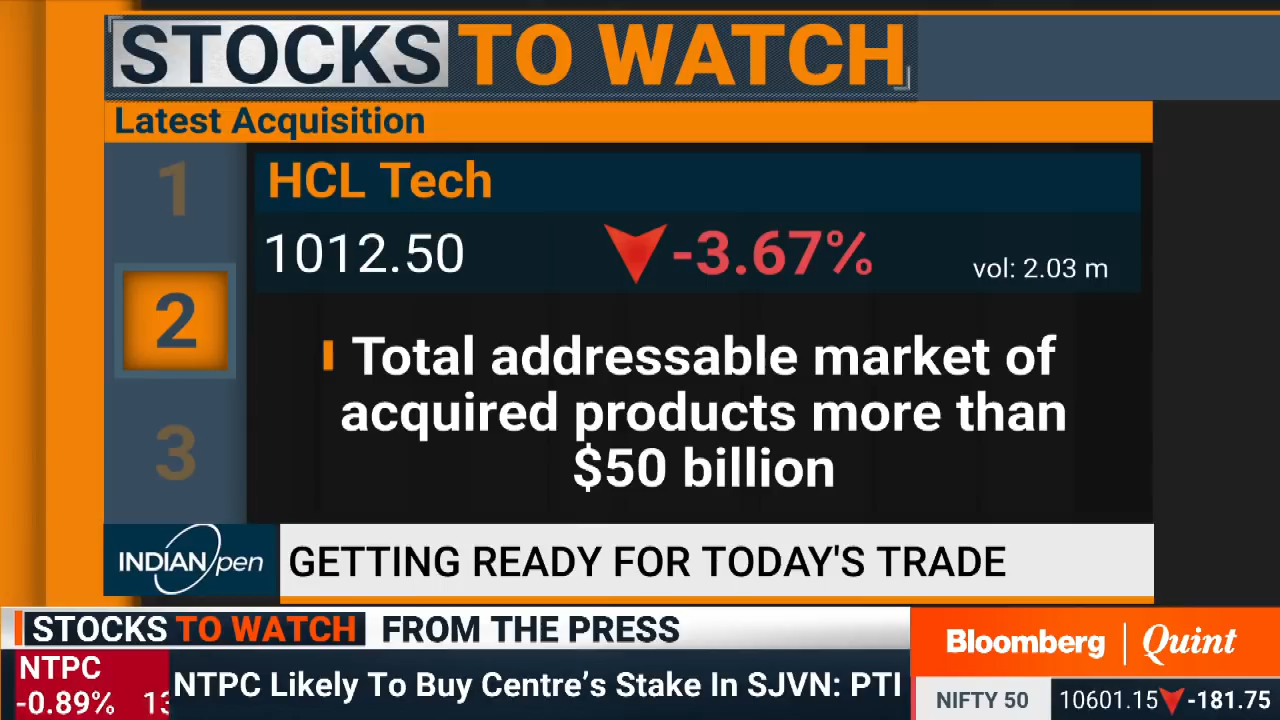 STOCKS TO WATCH
Latest Acquisition
1
HCL Tech
1012.50 -3.67% vol: 2.03 m
2
Total addressable market of
acquired products more than
$50 billion
3
INDIAN Open GETTING READY FOR TODAY'S TRADE
STOCKS TO WATCH FROM THE PRESS
Bloomberg | Quint
NTPC
-0.89%
NTPC Likely To Buy Centre's Stake In SJVN: PTI
NIFTY 50 10601.15 -181.75